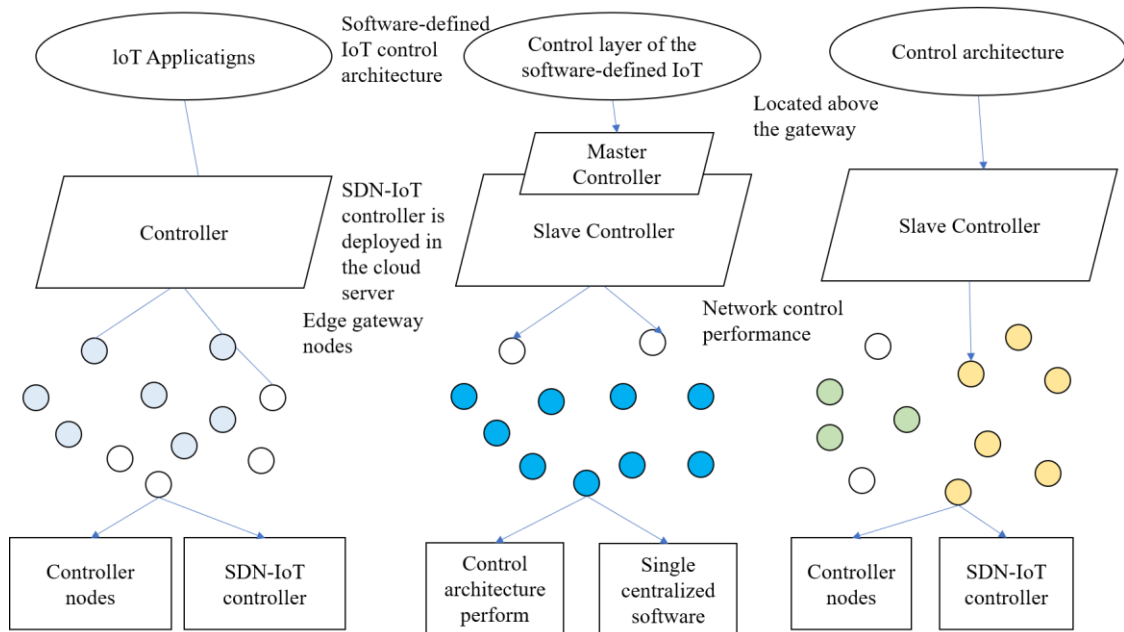 loT Applicatigns
Software-defined
IoT control
architecture
Control layer of the
software-defined IoT
Control architecture
Located above
the gateway
Master
Controller
Controller
SDN-IoT
controller is
deployed in
the cloud
server
Slave Controller
Slave Controller
Edge gateway
nodes
Network control
performance
Controller
nodes
SDN-IoT
controller
Control
architecture
perform
Single
centralized
software
Controller
nodes
SDN-IoT
controller